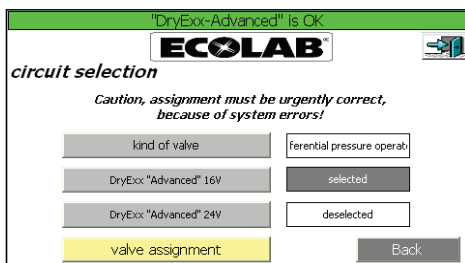 "DryExx-Advanced" is OK
ECOLAB®
circuit selection
Caution, assignment must be urgently correct,
because of system errors!
kind of valve
ferential pressure operat
DryExx "Advanced" 16V
selected
DryExx "Advanced" 24V
deselected
valve assignment
Back